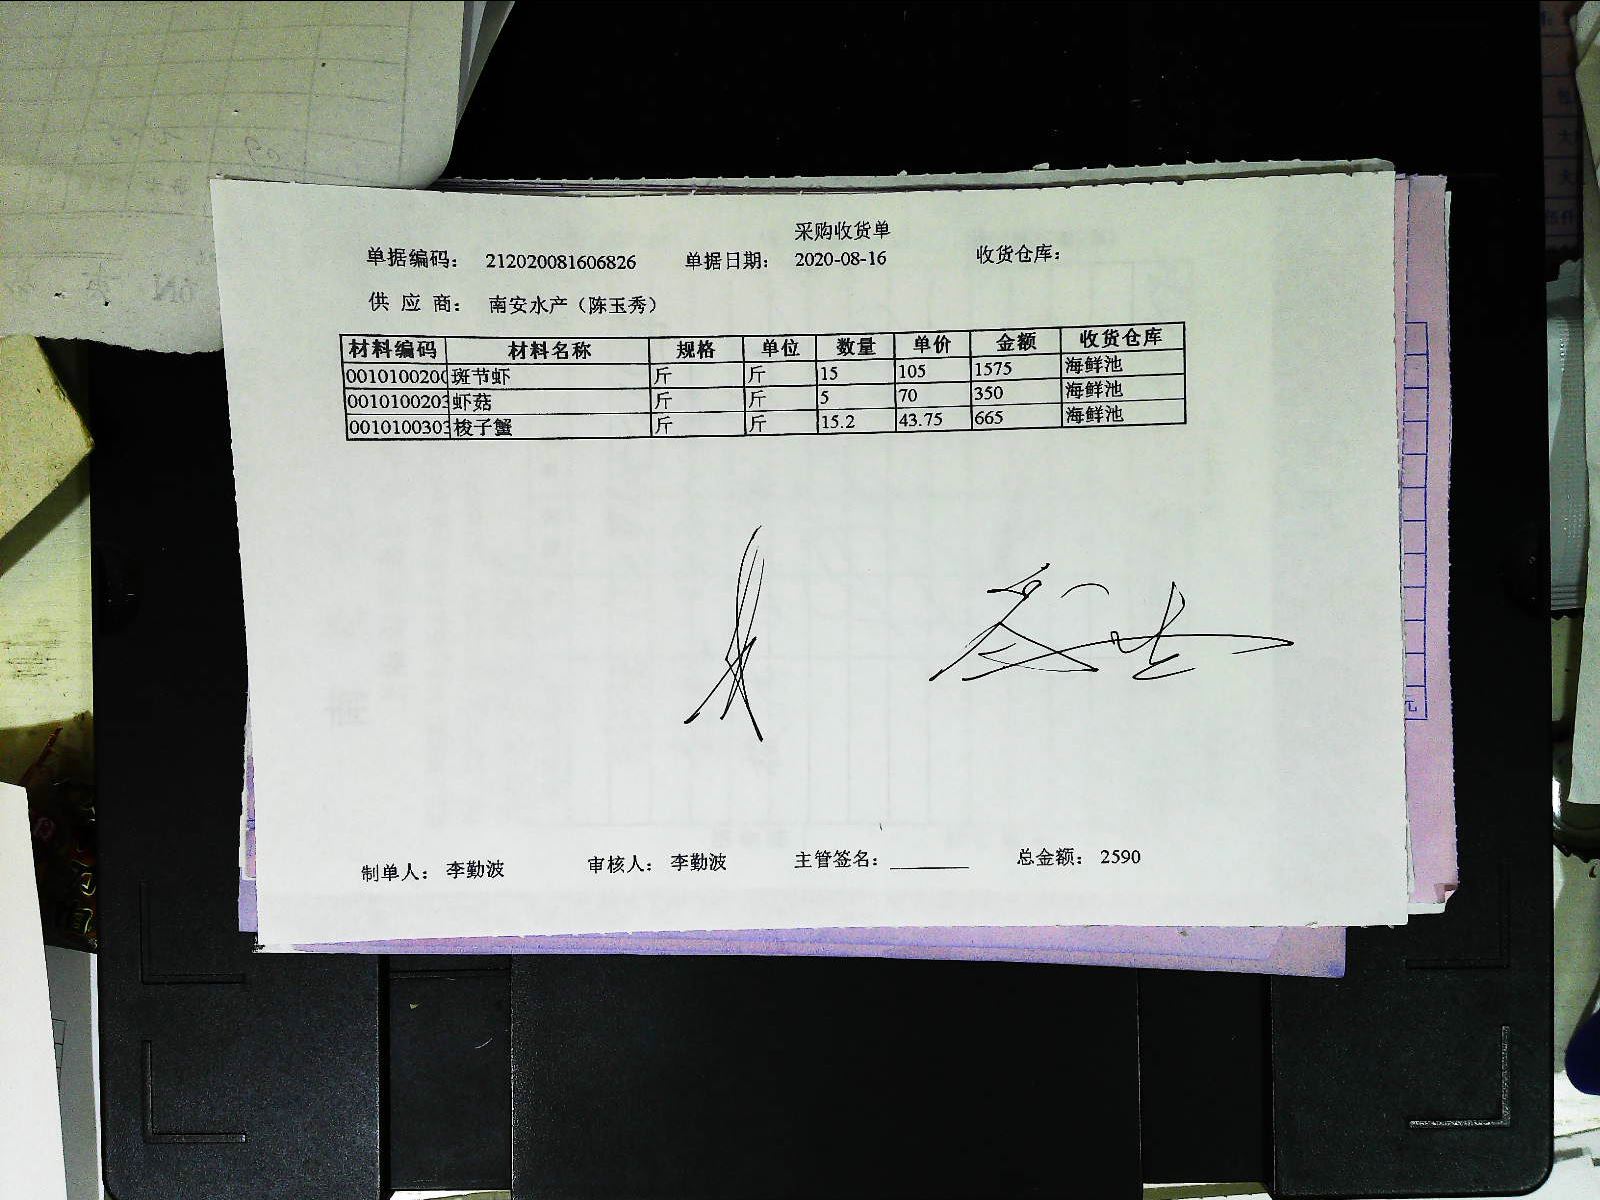 采购收货单
单据编码： 212020081606826 单据日期： 2020-08-16 收货仓库：
供 应 商： 南安水产（陈玉秀）
材料编码 材料名称 规格 单位 数量 单价 金额 收货仓库
001010020 班节虾 斤 斤 15 105 1575 海鲜池
0010100203 虾菇 斤 斤 5 70 350 海鲜池
0010100303 梭子蟹 斤 斤 15.2 43.75 665 海鲜池
制单人： 李勤波 审核人： 李勤波 主管签名： 总金额： 2590